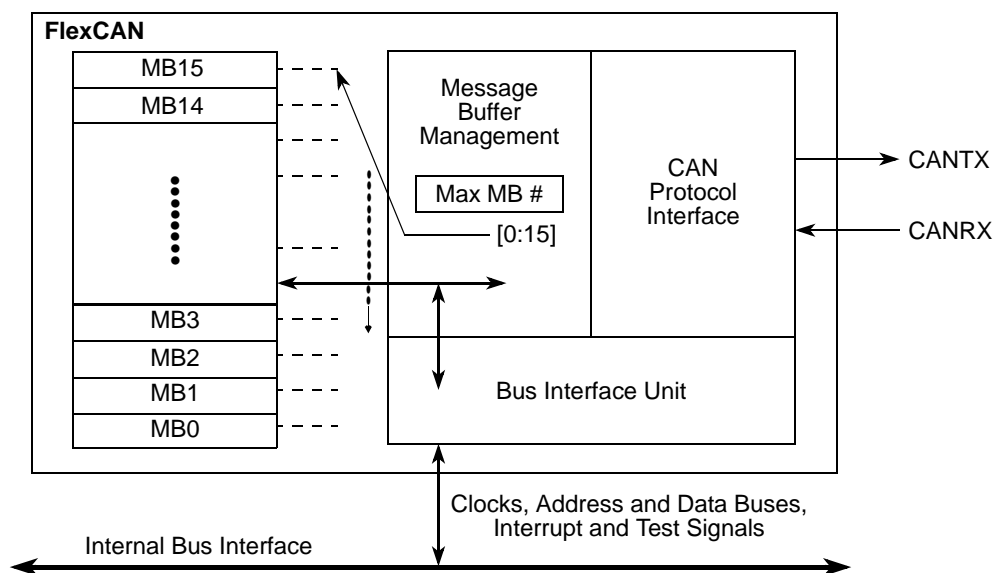 FlexCAN
MB15
MB14
MB3
MB2
MB1
MB0
Message
Buffer
Management
Max MB #
[0:15]
CAN
Protocol
Interface
CANTX
CANRX
Bus Interface Unit
Clocks, Address and Data Buses,
Interrupt and Test Signals
Internal Bus Interface